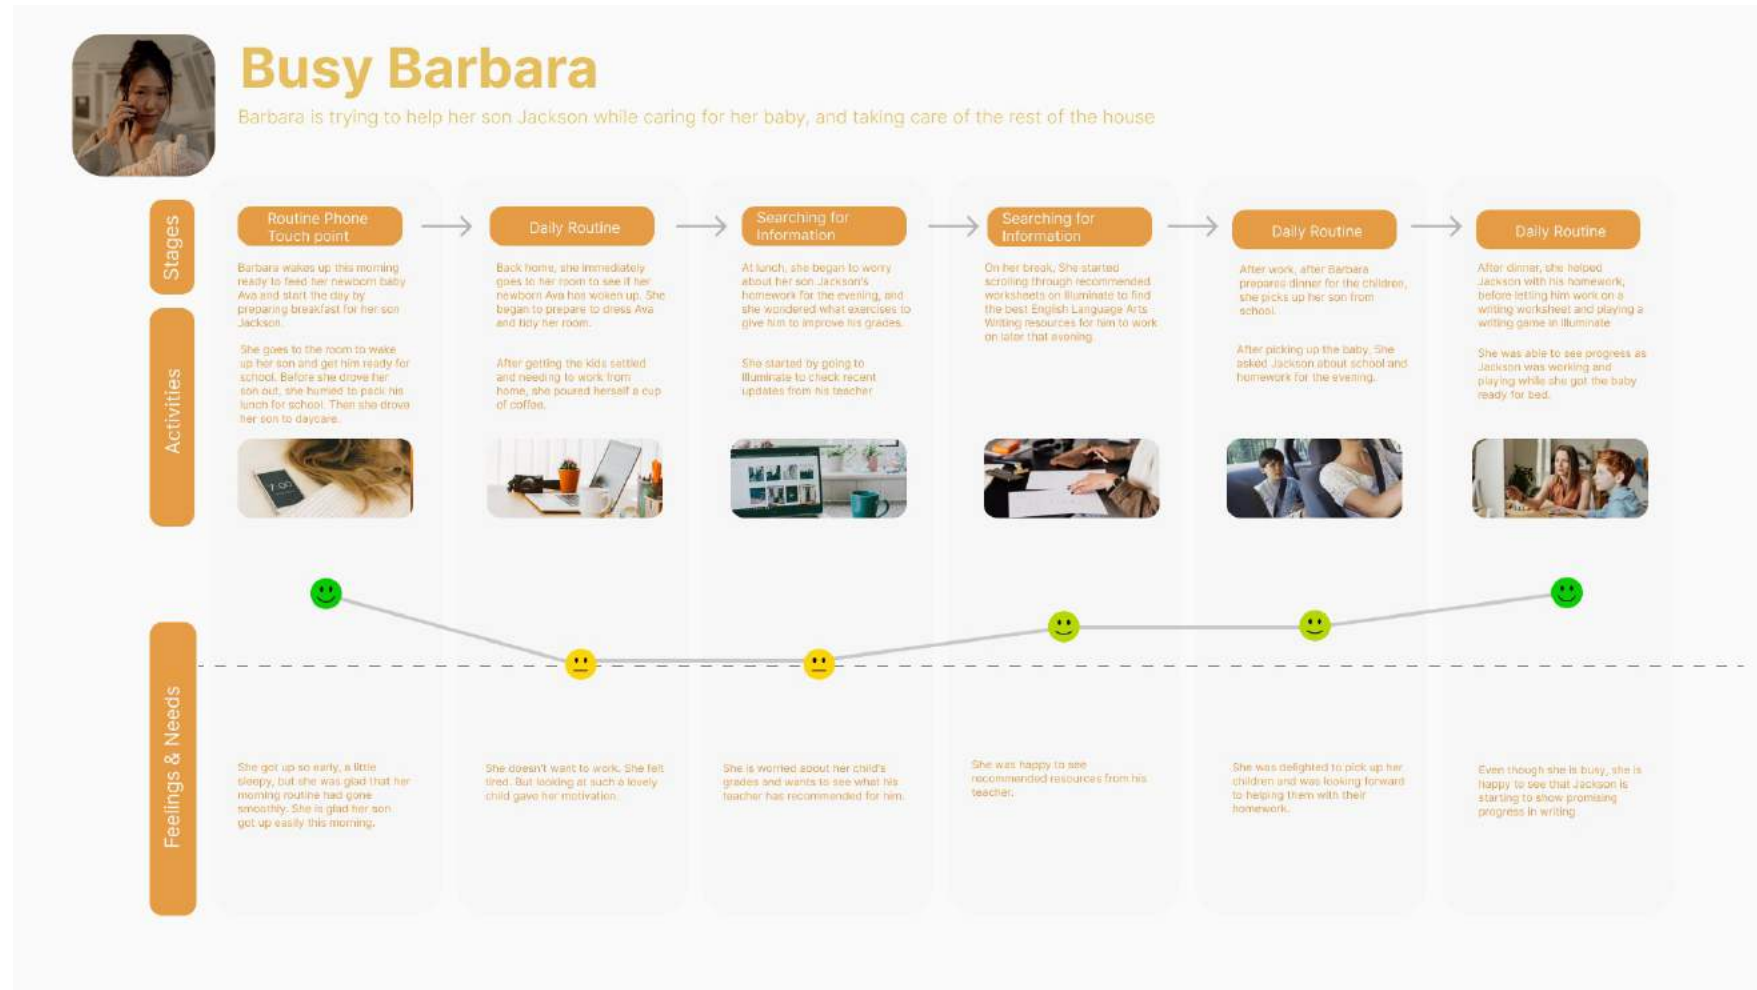 Busy Barbara
Barbara is trying to help her son Jackson while caring for her baby, and taking care of the rest of the house
Stages
Routine Phone
Touch point
Daily Routine
Searching for
Information
Searching for
Information
Daily Routine
Daily Routine
Activities
Barbara wakes up this morning
ready to feed her newborn baby
Ava and start the day by
preparing breakfast for her son
Jackson.
She goes to the room to wake
up her son and get him ready for
school. Before she drove her
son out, she hurried to pack his
lunch for school. Then she drove
her son to daycare.
Back home, she immediately
goes to her room to see if her
newborn Ava has woken up. She
began to prepare to dress Ava
and tidy her room.
After getting the kids settled
and needing to work from
home, she poured herself a cup
of coffee.
At lunch, she began to worry
about her son Jackson's
homework for the evening, and
she wondered what exercises to
give him to improve his grades.
She started by going to
Illuminate to check recent
updates from his teacher
On her break, She started
scrolling through recommended
worksheets on Illuminate to find
the best English Language Arts
Writing resources for him to work
on later that evening.
After work, after Barbara
prepares dinner for the children,
she picks up her son from
school.
After picking up the baby, She
asked Jackson about school and
homework for the evening.
After dinner, she helped
Jackson with his homework,
before letting him work on a
writing worksheet and playing a
writing game in Illuminate
She was able to see progress as
Jackson was working and
playing while she got the baby
ready for bed.
7:00
Feelings & Needs
She got up so early, a little
sleepy, but she was glad that her
morning routine had gone
smoothly. She is glad her son
got up easily this morning.
She doesn't want to work. She felt
tired. But looking at such a lovely
child gave her motivation.
She is worried about her child's
grades and wants to see what his
teacher has recommended for him.
She was happy to see
recommended resources from his
teacher.
She was delighted to pick up her
children and was looking forward
to helping them with their
homework.
Even though she is busy, she is
happy to see that Jackson is
starting to show promising
progress in writing.